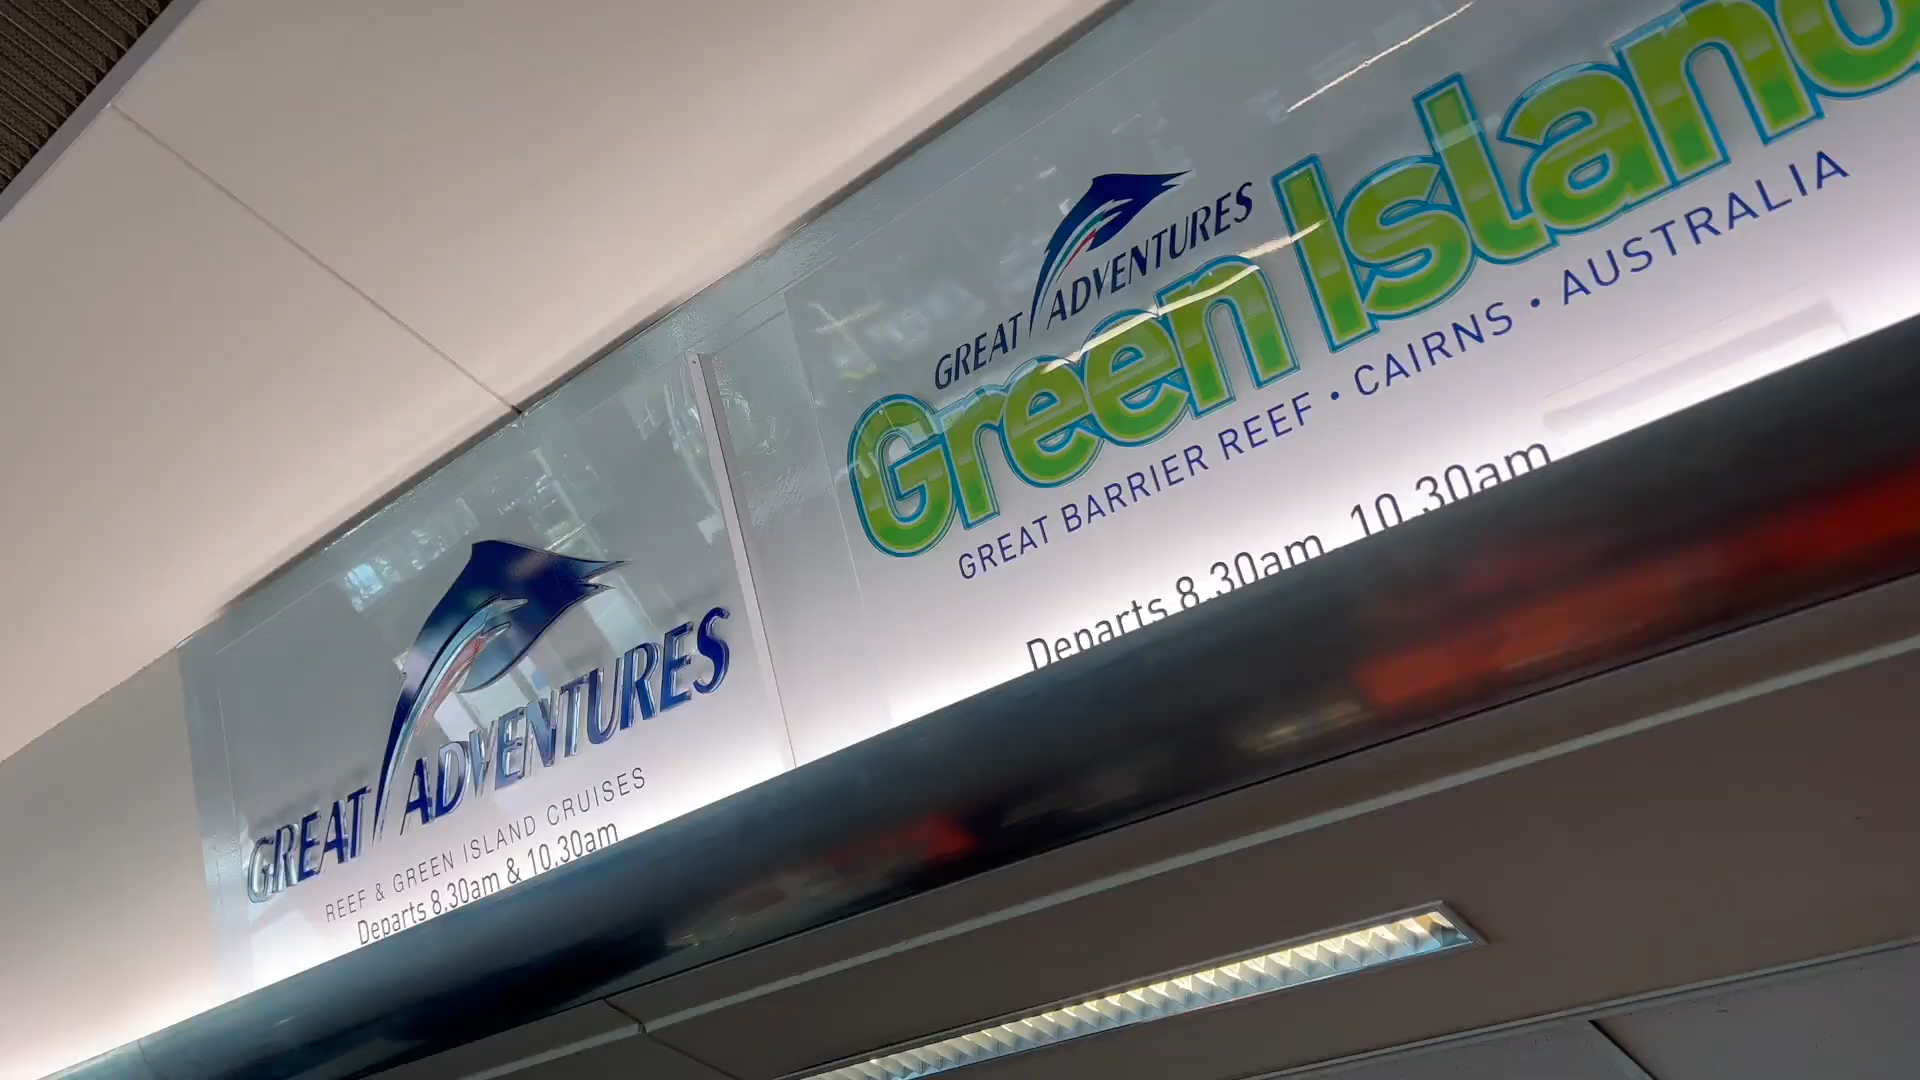 GREAT ADVENTURES
REEF & GREEN ISLAND CRUISES
Departs 8.30am & 10.30am
GREAT ADVENTURES
Green Island
GREAT BARRIER REEF • CAIRNS • AUSTRALIA
Departs 8.30am, 10.30am